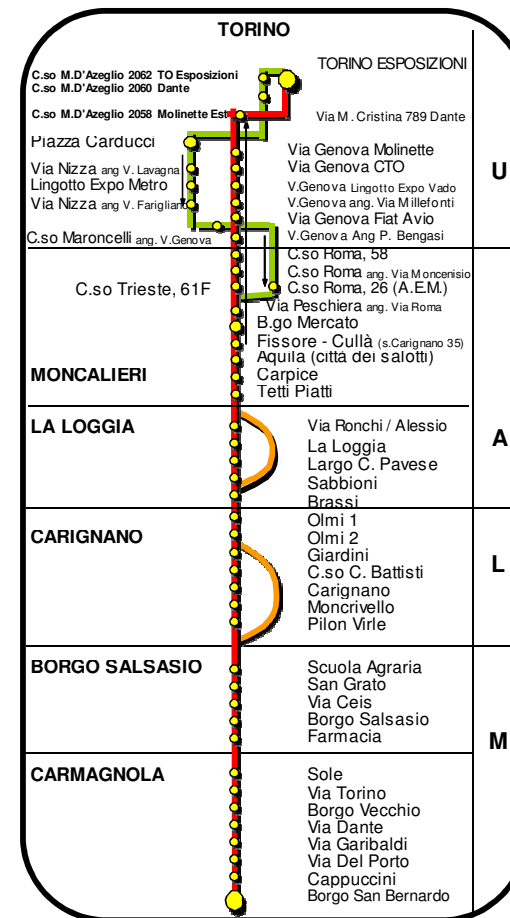 TORINO
TORINO ESPOSIZIONI
C.so M.D'Azeglio 2062 TO Esposizioni
C.so M.D'Azeglio 2060 Dante
C.so M.D'Azeglio 2058 Molinette Est
Via M. Cristina 789 Dante
Piazza Carducci
Via Nizza ang V. Lavagna
Lingotto Expo Metro
Via Nizza ang V. Farigliano
C.so Maroncelli ang. V.Genova
Via Genova Molinette
Via Genova CTO
V.Genova Lingotto Expo Vado
V.Genova ang. Via Millefonti
Via Genova Fiat Avio
V.Genova Ang P. Bengasi
U
C.so Trieste, 61F
C.so Roma, 58
C.so Roma ang. Via Moncenisio
C.so Roma, 26 (A.E.M.)
Via Peschiera ang. Via Roma
B.go Mercato
Fissore - Cullà (s.Carignano 35)
Aquila (città dei salotti)
Carpice
Tetti Piatti
MONCALIERI
LA LOGGIA
Via Ronchi / Alessio
La Loggia
Largo C. Pavese
Sabbioni
Brassi
A
CARIGNANO
Olmi 1
Olmi 2
Giardini
C.so C. Battisti
Carignano
Moncrivello
Pilon Virle
L
BORGO SALSASIO
Scuola Agraria
San Grato
Via Ceis
Borgo Salsasio
Farmacia
M
CARMAGNOLA
Sole
Via Torino
Borgo Vecchio
Via Dante
Via Garibaldi
Via Del Porto
Cappuccini
Borgo San Bernardo